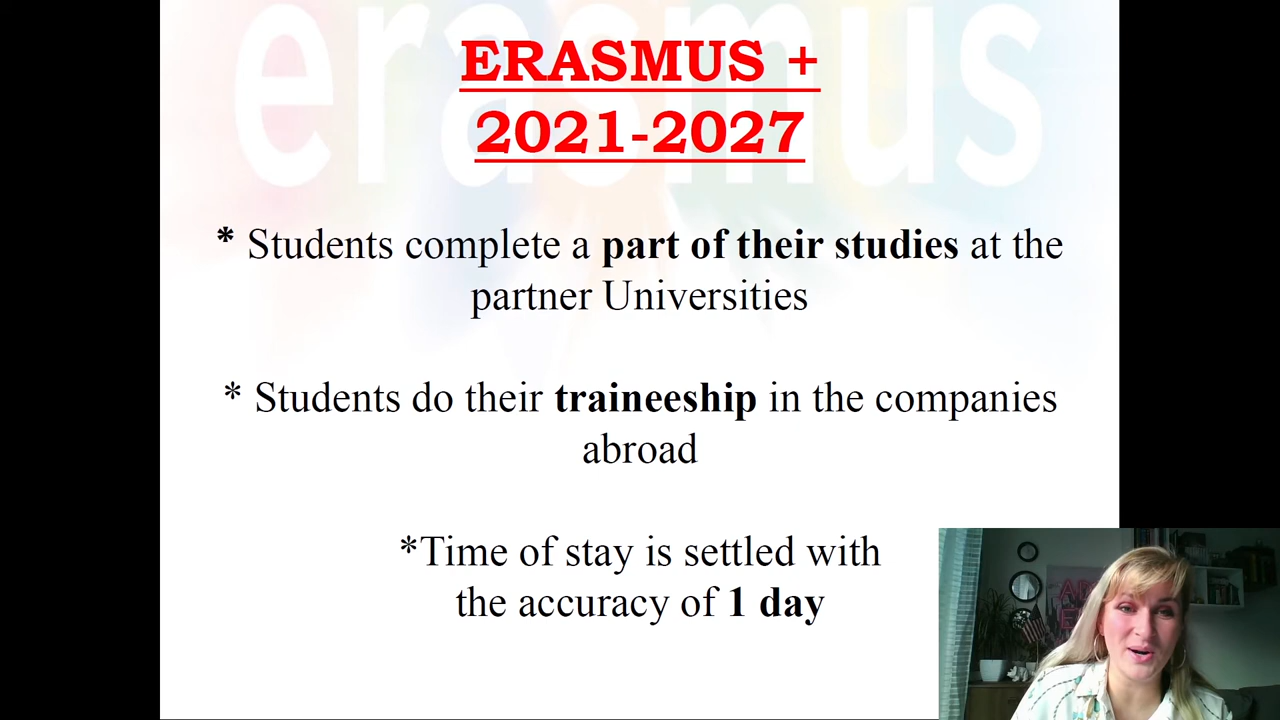 erasmus
ERASMUS +
2021-2027
* Students complete a part of their studies at the
partner Universities
* Students do their traineeship in the companies
abroad
*Time of stay is settled with
the accuracy of 1 day